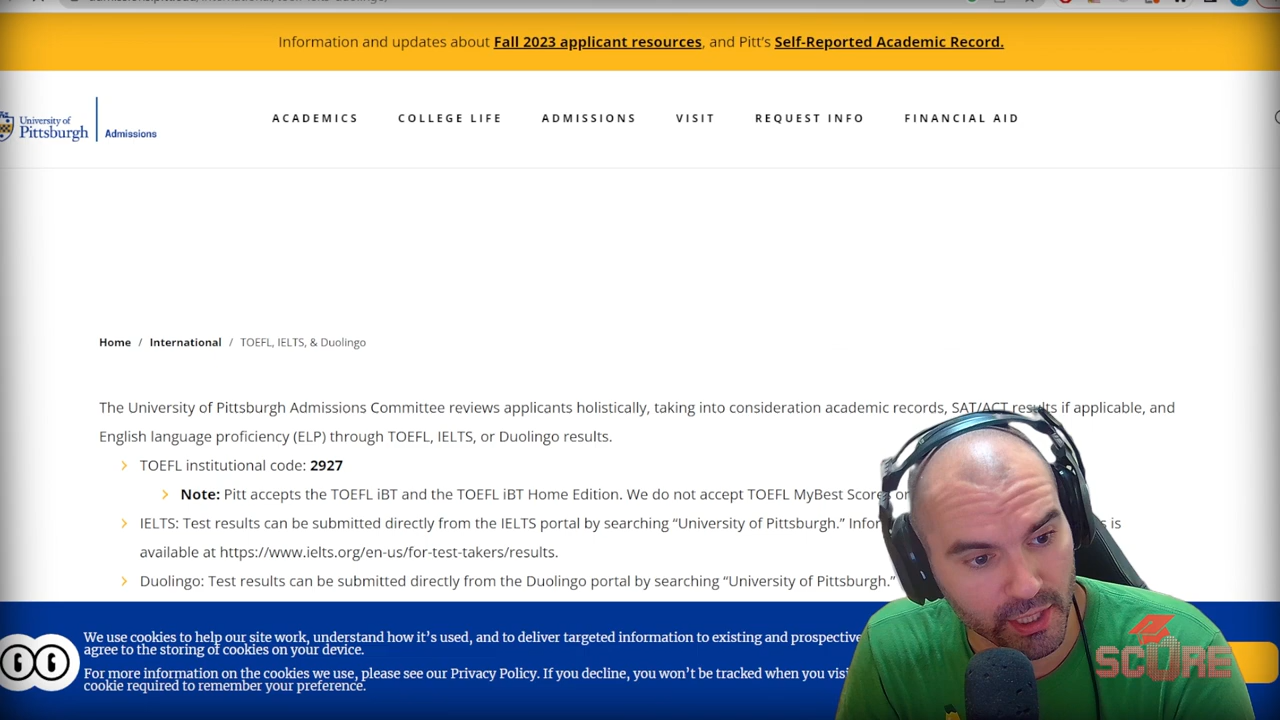 Information and updates about Fall 2023 applicant resources, and Pitt's Self-Reported Academic Record.
University of
Pittsburgh
Admissions
ACADEMICS COLLEGE LIFE ADMISSIONS VISIT REQUEST INFO FINANCIAL AID
Home / International / TOEFL, IELTS, & Duolingo
The University of Pittsburgh Admissions Committee reviews applicants holistically, taking into consideration academic records, SAT/ACT results if applicable, and
English language proficiency (ELP) through TOEFL, IELTS, or Duolingo results.
TOEFL institutional code: 2927
Note: Pitt accepts the TOEFL iBT and the TOEFL iBT Home Edition. We do not accept TOEFL MyBest Score or
IELTS: Test results can be submitted directly from the IELTS portal by searching “University of Pittsburgh.” is
available at https://www.ielts.org/en-us/for-test-takers/results.
Duolingo: Test results can be submitted directly from the Duolingo portal by searching “University of Pittsburgh.”
We use cookies to help our site work, understand how it's used, and to deliver targeted information to existing and prospective
agree to the storing of cookies on your device.
For more information on the cookies we use, please see our Privacy Policy. If you decline, you won't be tracked when you
cookie required to remember your preference.
SCORE